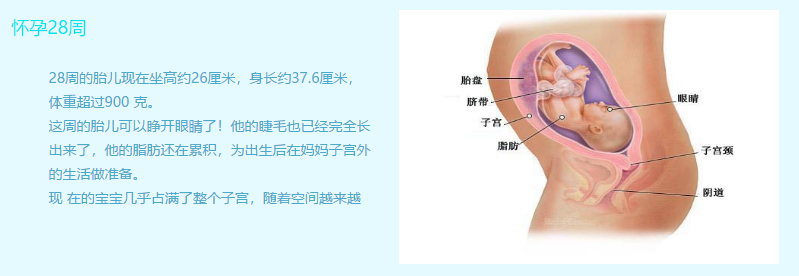 怀孕28周
28周的胎儿现在坐高约26厘米，身长约37.6厘米，
体重超过900 克。
这周的胎儿可以睁开眼睛了！他的睫毛也已经完全长
出来了，他的脂肪还在累积，为出生后在妈妈子宫外
的生活做准备。
现 在的宝宝几乎占满了整个子宫，随着空间越来越
胎盘
脐带
子宫
脂肪
眼睛
子宫颈
阴道